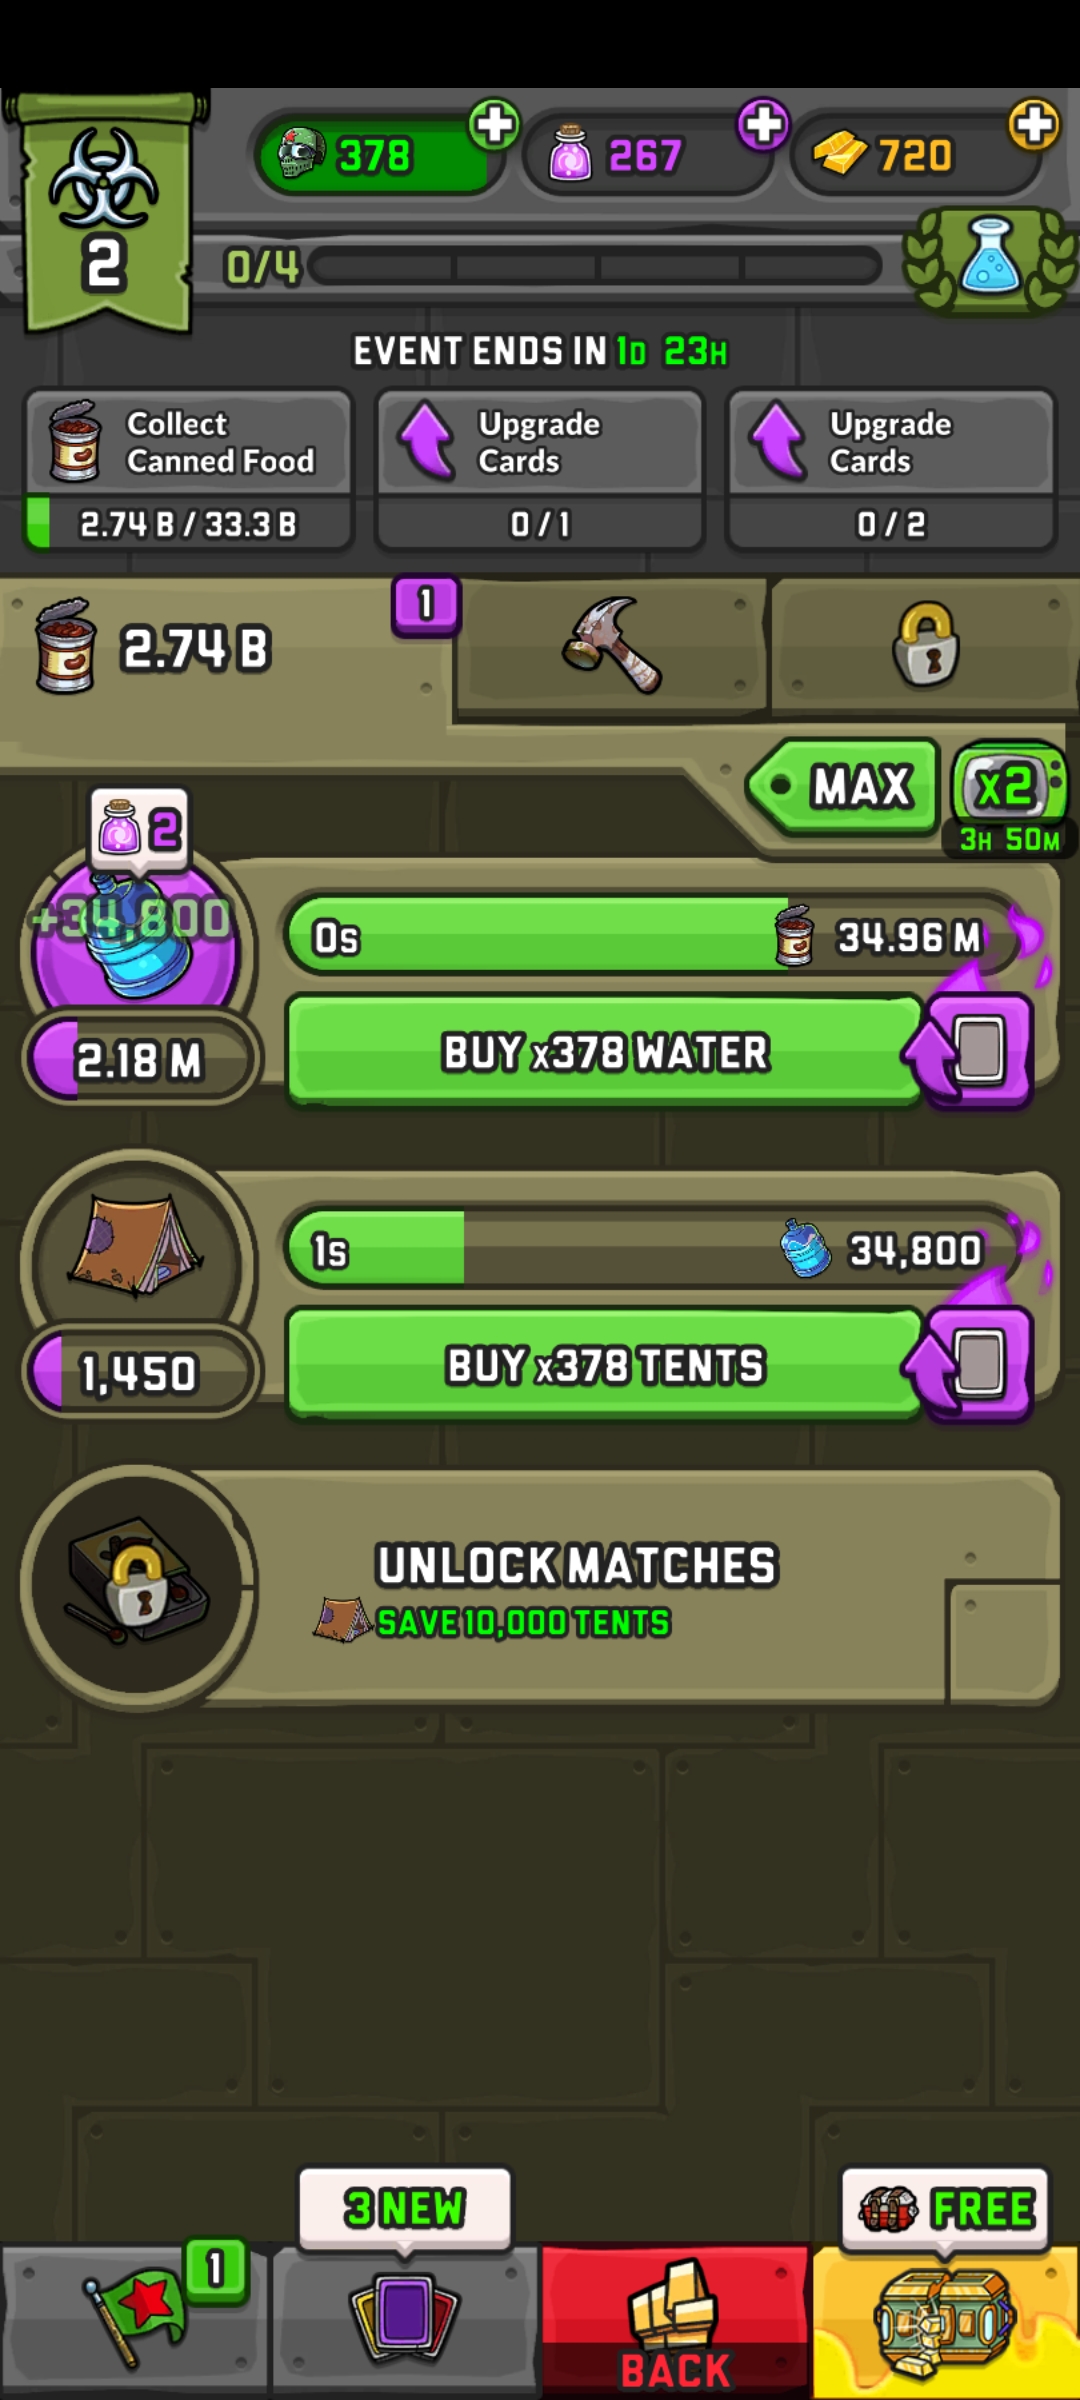 378
267
720
2
0/4
EVENT ENDS IN 1D 23H
Collect
Canned Food
2.74 B / 33.3 B
Upgrade
Cards
0 / 1
Upgrade
Cards
0 / 2
2.74 B
1
MAX
x2
3H 50M
2
+34,800
0s
34.96 M
2.18 M
BUY x378 WATER
1s
34,800
1,450
BUY x378 TENTS
UNLOCK MATCHES
SAVE 10,000 TENTS
3 NEW
FREE
1
BACK